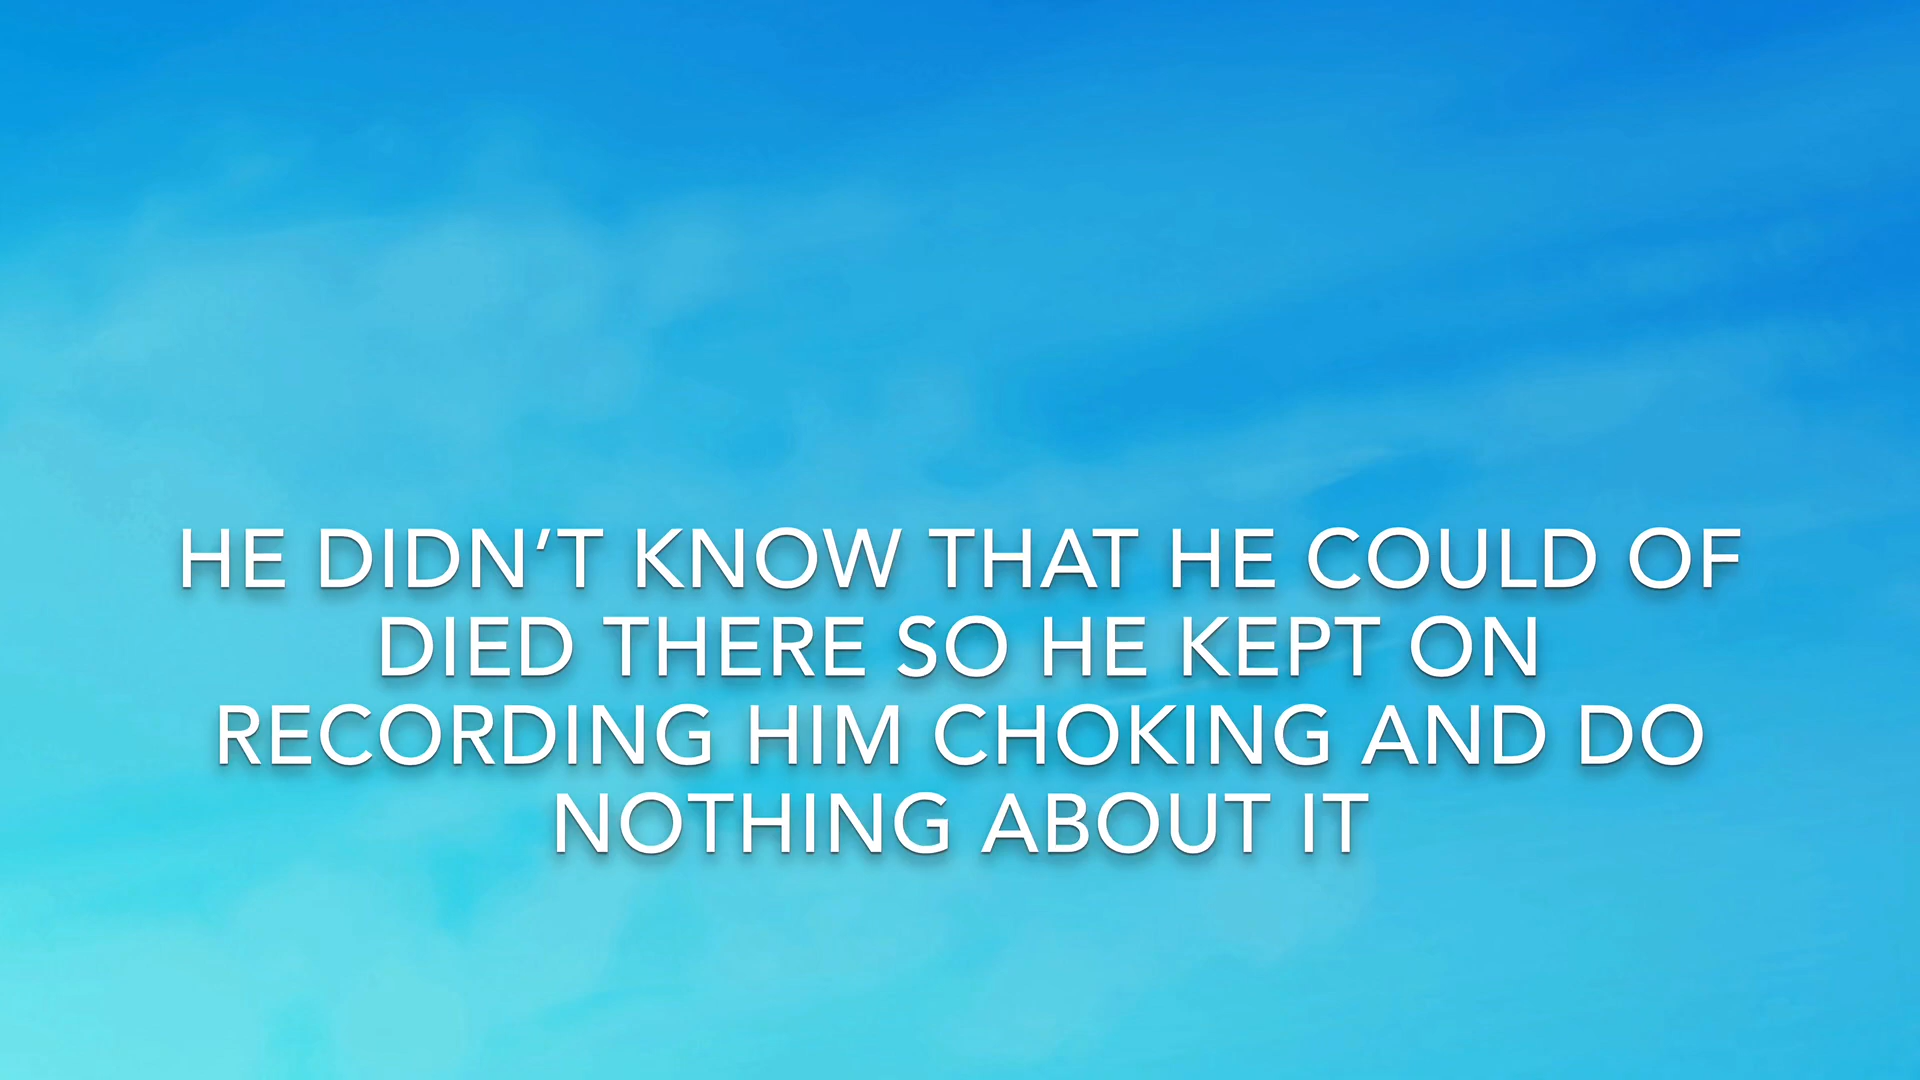 HE DIDN’T KNOW THAT HE COULD OF
DIED THERE SO HE KEPT ON
RECORDING HIM CHOKING AND DO
NOTHING ABOUT IT